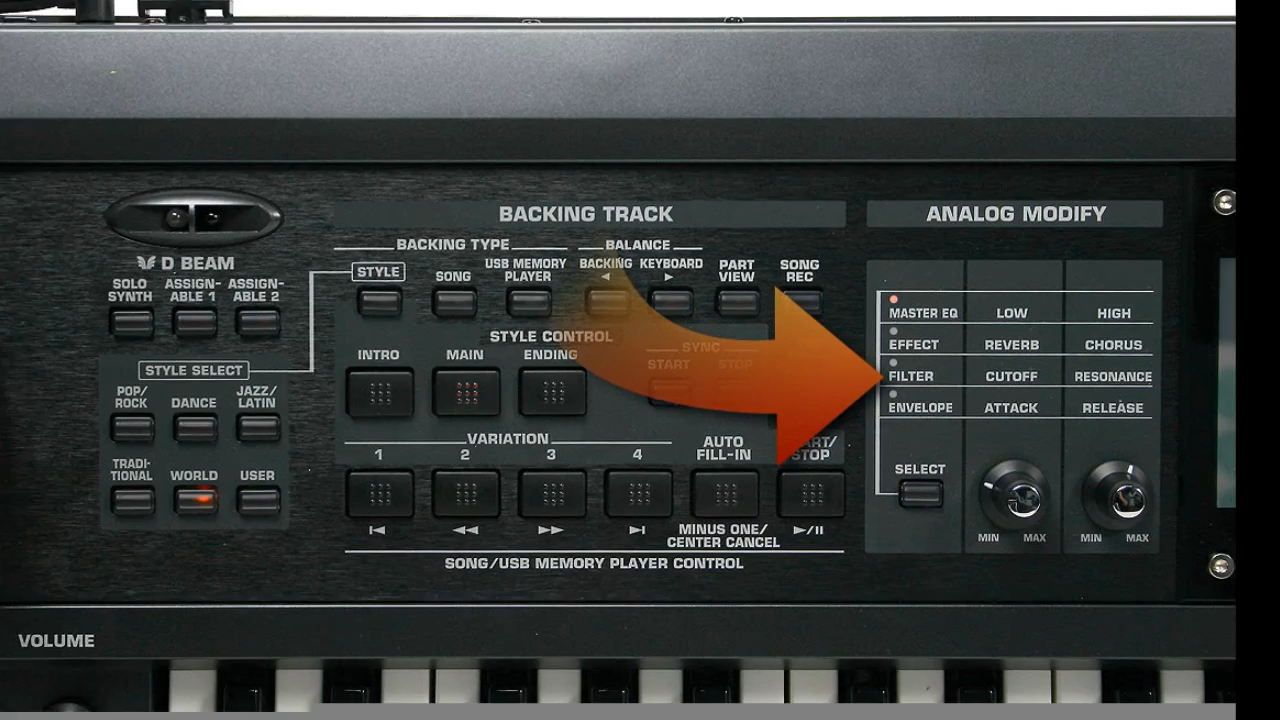 BACKING TRACK
ANALOG MODIFY
D BEAM
SOLO
SYNTH
ASSIGN-
ABLE 1
ASSIGN-
ABLE 2
BACKING TYPE
BALANCE
STYLE
SONG
USB MEMORY
PLAYER
BACKING
KEYBOARD
PART
VIEW
SONG
REC
STYLE CONTROL
INTRO
MAIN
ENDING
SYNC
START
STOP
STYLE SELECT
POP/
ROCK
DANCE
JAZZ/
LATIN
TRADI-
TIONAL
WORLD
USER
VARIATION
1
2
3
4
AUTO
FILL-IN
STOP
MINUS ONE/
CENTER CANCEL
SONG/USB MEMORY PLAYER CONTROL
MASTER EQ
LOW
HIGH
EFFECT
REVERB
CHORUS
FILTER
CUTOFF
RESONANCE
ENVELOPE
ATTACK
RELEASE
SELECT
MIN
MAX
MIN
MAX
VOLUME